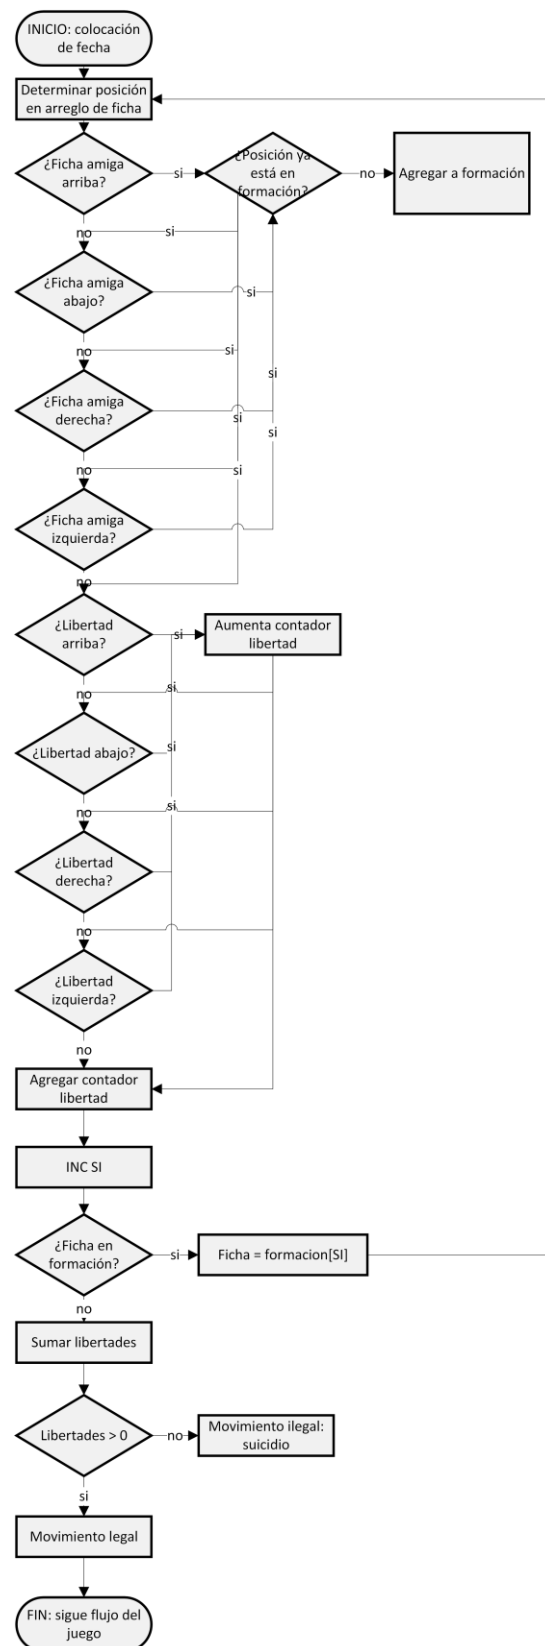 INICIO: colocación
de fecha
Determinar posición
en arreglo de ficha
¿Ficha amiga
arriba?
si
¿Posición ya
está en
formación?
no
Agregar a formación
no
si
¿Ficha amiga
abajo?
si
no
si
¿Ficha amiga
derecha?
si
si
si
no
si
¿Ficha amiga
izquierda?
no
¿Libertad
arriba?
si
Aumenta contador
libertad
no
si
¿Libertad abajo?
si
no
si
¿Libertad
derecha?
no
¿Libertad
izquierda?
no
Agregar contador
libertad
INC SI
¿Ficha en
formación?
si
Ficha = formacion[SI]
no
Sumar libertades
Libertades > 0
no
Movimiento ilegal:
suicidio
si
Movimiento legal
FIN: sigue flujo del
juego